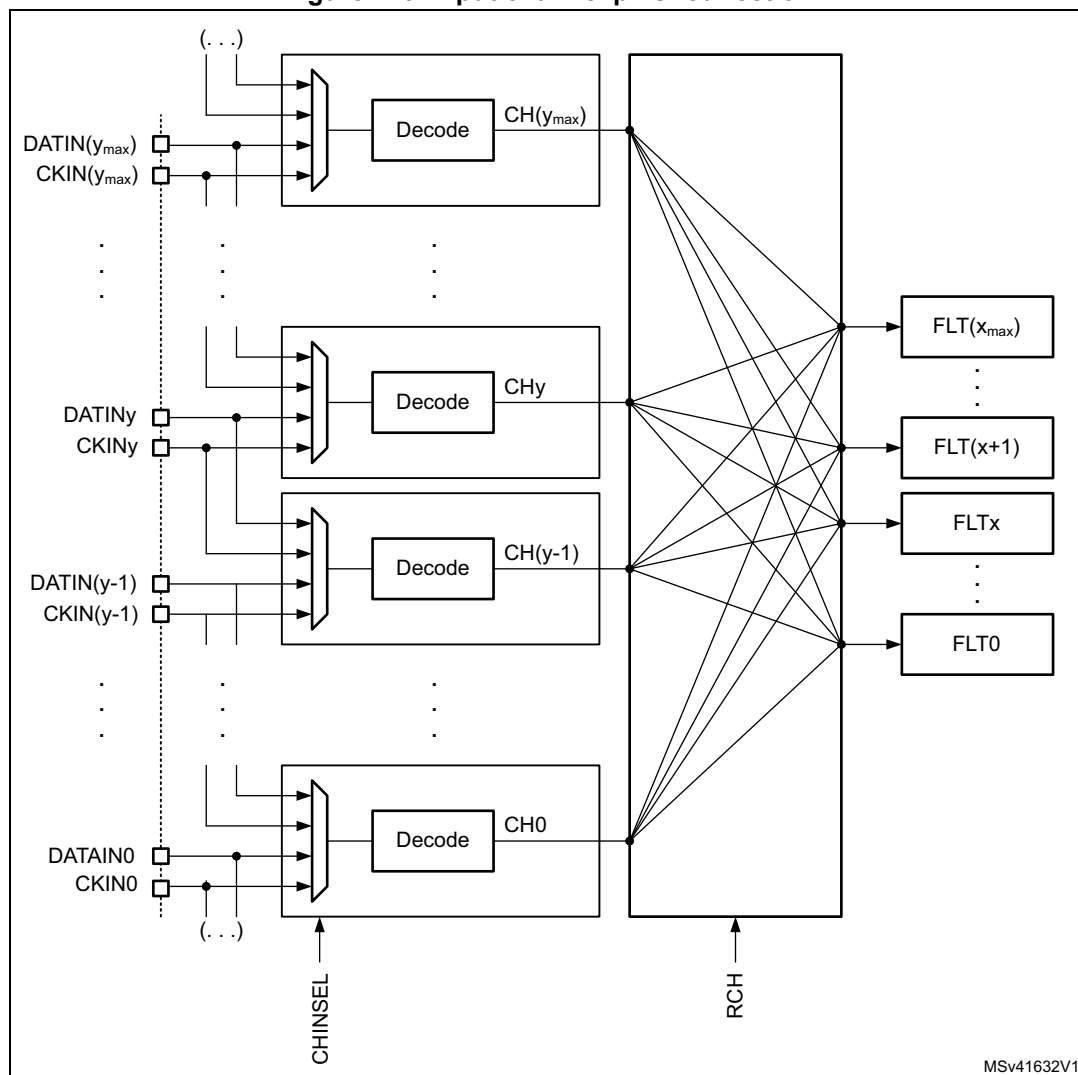 (. . .)
DATIN(ymax)
CKIN(ymax)
Decode
CH(ymax)
. . .
. . .
. . .
FLT(xmax)
. . .
DATINy
CKINy
Decode
CHy
FLT(x+1)
FLTx
. . .
DATIN(y-1)
CKIN(y-1)
Decode
CH(y-1)
FLT0
. . .
. . .
. . .
DATAIN0
CKIN0
Decode
CH0
(. . .)
CHINSEL
RCH
MSv41632V1